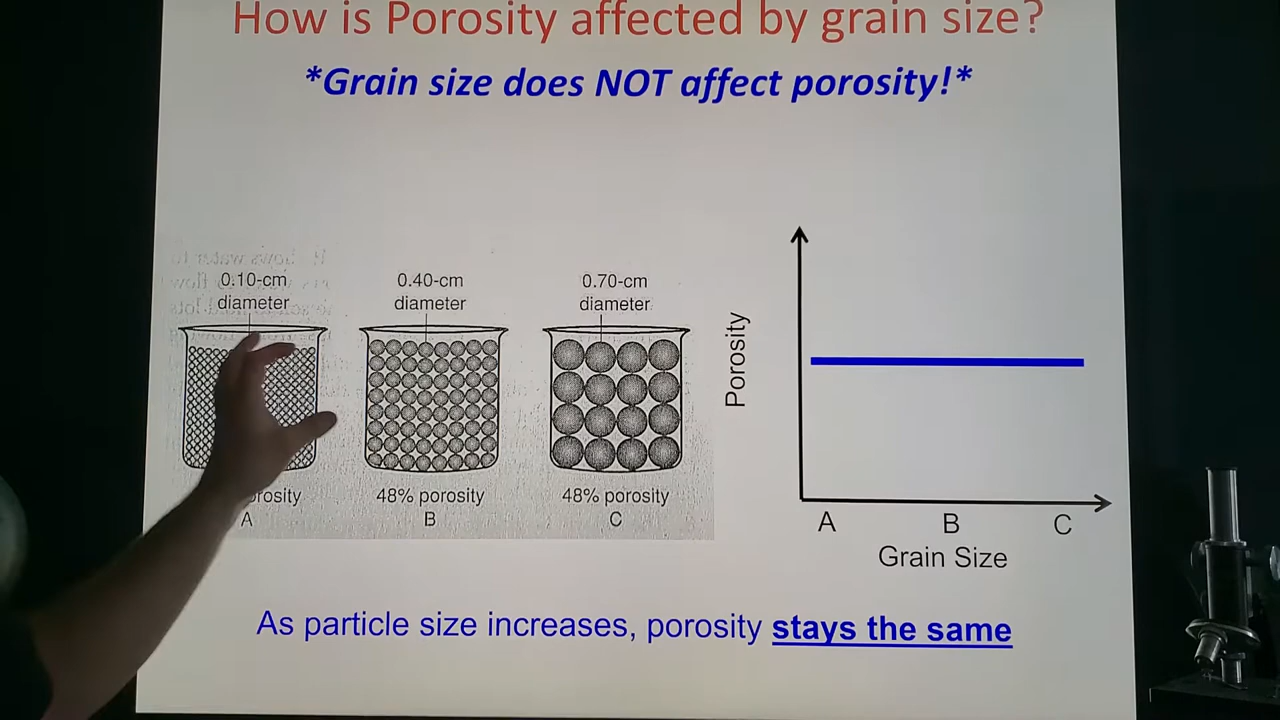 How is Porosity affected by grain size?
*Grain size does NOT affect porosity!*
0.10-cm
diameter
0.40-cm
diameter
0.70-cm
diameter
48% porosity
48% porosity
A
B
C
Porosity
A B C
Grain Size
As particle size increases, porosity stays the same